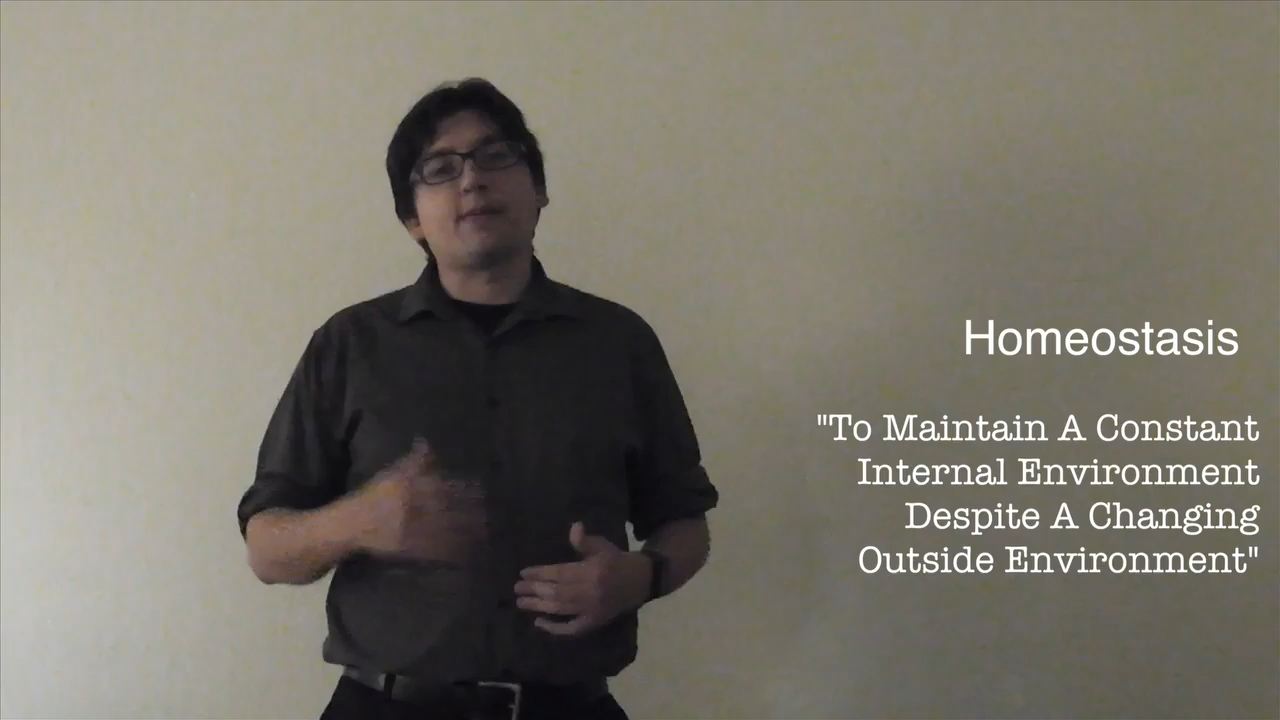 Homeostasis
"To Maintain A Constant
Internal Environment
Despite A Changing
Outside Environment"